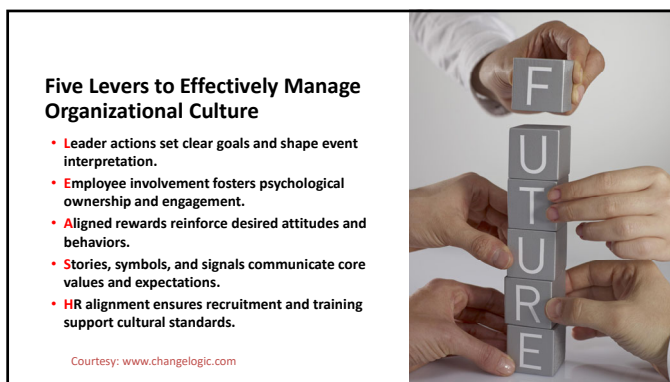 Five Levers to Effectively Manage
Organizational Culture
• Leader actions set clear goals and shape event
interpretation.
• Employee involvement fosters psychological
ownership and engagement.
• Aligned rewards reinforce desired attitudes and
behaviors.
• Stories, symbols, and signals communicate core
values and expectations.
• HR alignment ensures recruitment and training
support cultural standards.
Courtesy: www.changelogic.com
F
U
T
U
R
E